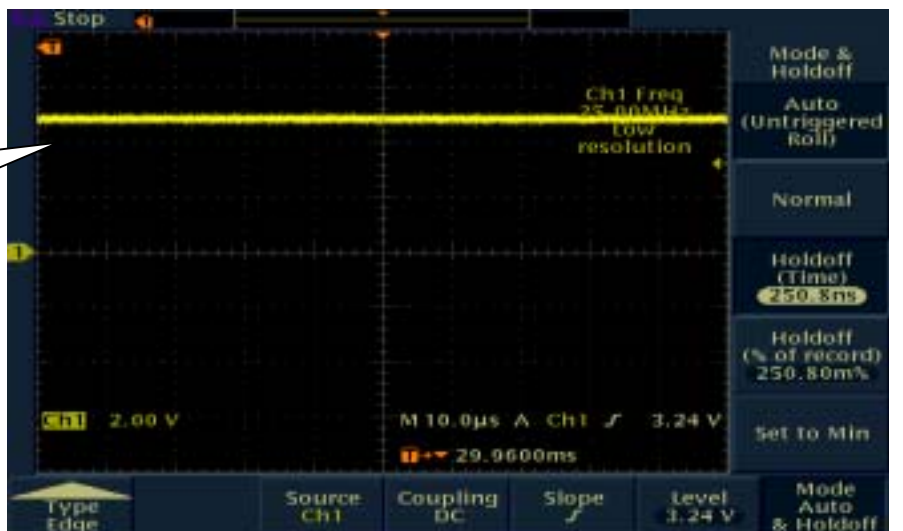 Stop
Mode &
Holdoff
Ch1 Freq
25.00MHz
Low
resolution
Auto
(Untriggered
Roll)
Normal
1
Holdoff
(Time)
250.8ns
Holdoff
(% of record)
250.80m%
Ch1 2.00 V
M 10.0µs A Ch1 ƒ 3.24 V
T 29.9600ms
Set to Min
Type
Edge
Source
Ch1
Coupling
DC
Slope
ƒ
Level
3.24 V
Mode
Auto
& Holdoff